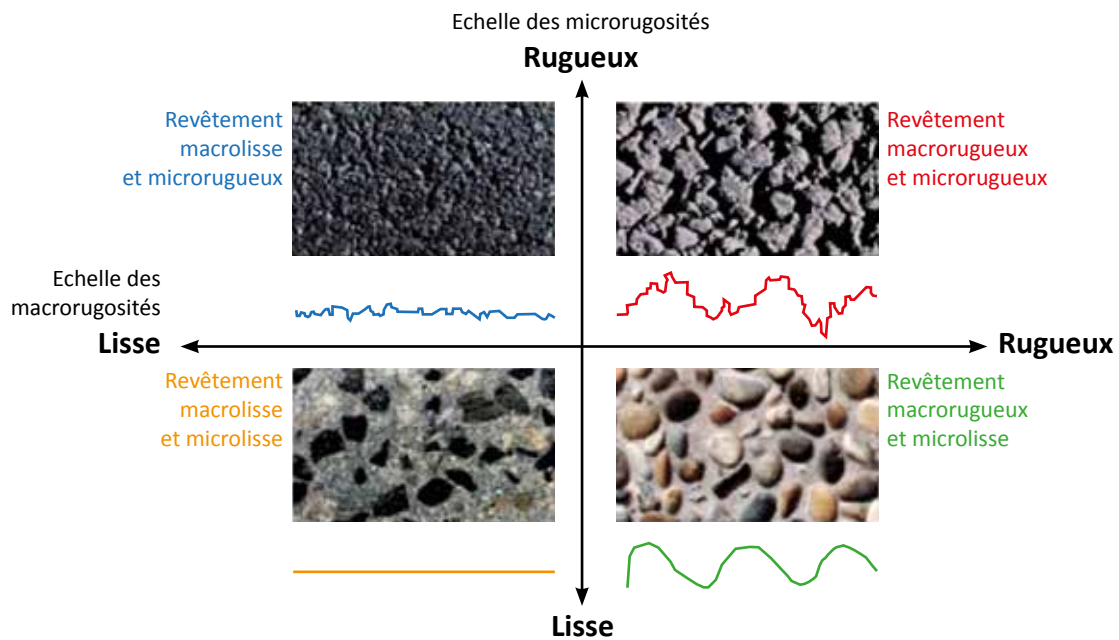 Echelle des microrugosités
Rugueux
Revêtement
macrolisse
et microrugueux
Revêtement
macrorugueux
et microrugueux
Echelle des
macrorugosités
Lisse
Rugueux
Revêtement
macrolisse
et microlisse
Revêtement
macrorugueux
et microlisse
Lisse